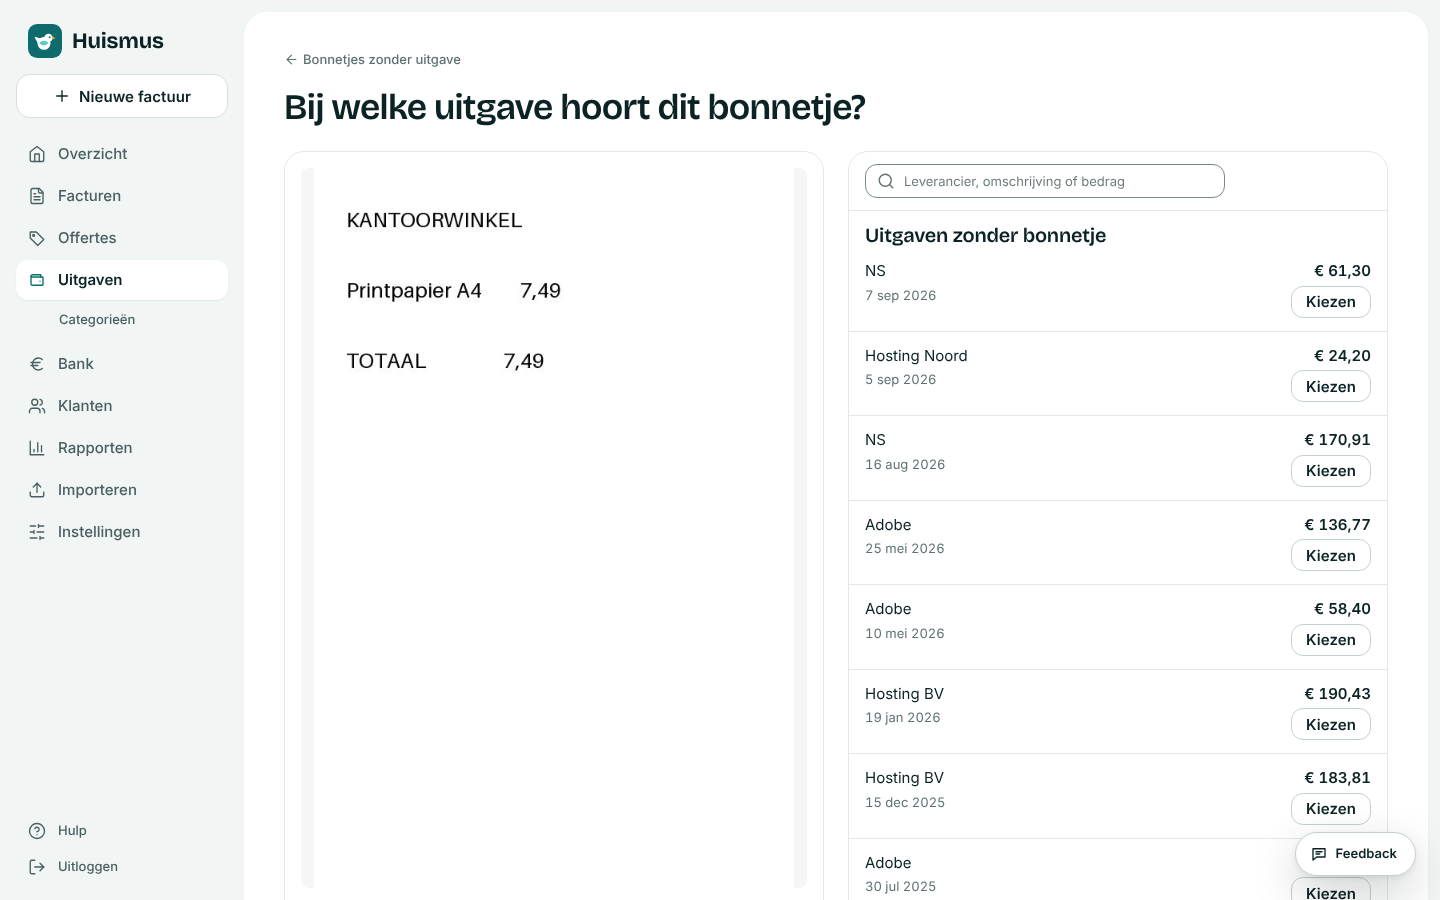 Huismus
Nieuwe factuur
Overzicht
Facturen
Offertes
Uitgaven
Categorieën
Bank
Klanten
Rapporten
Importeren
Instellingen
Hulp
Uitloggen
Bonnetjes zonder uitgave
Bij welke uitgave hoort dit bonnetje?
KANTOORWINKEL
Printpapier A4 7,49
TOTAAL 7,49
Leverancier, omschrijving of bedrag
Uitgaven zonder bonnetje
NS € 61,30
7 sep 2026 Kiezen
Hosting Noord € 24,20
5 sep 2026 Kiezen
NS € 170,91
16 aug 2026 Kiezen
Adobe € 136,77
25 mei 2026 Kiezen
Adobe € 58,40
10 mei 2026 Kiezen
Hosting BV € 190,43
19 jan 2026 Kiezen
Hosting BV € 183,81
15 dec 2025 Kiezen
Adobe
30 jul 2025 Kiezen
Feedback